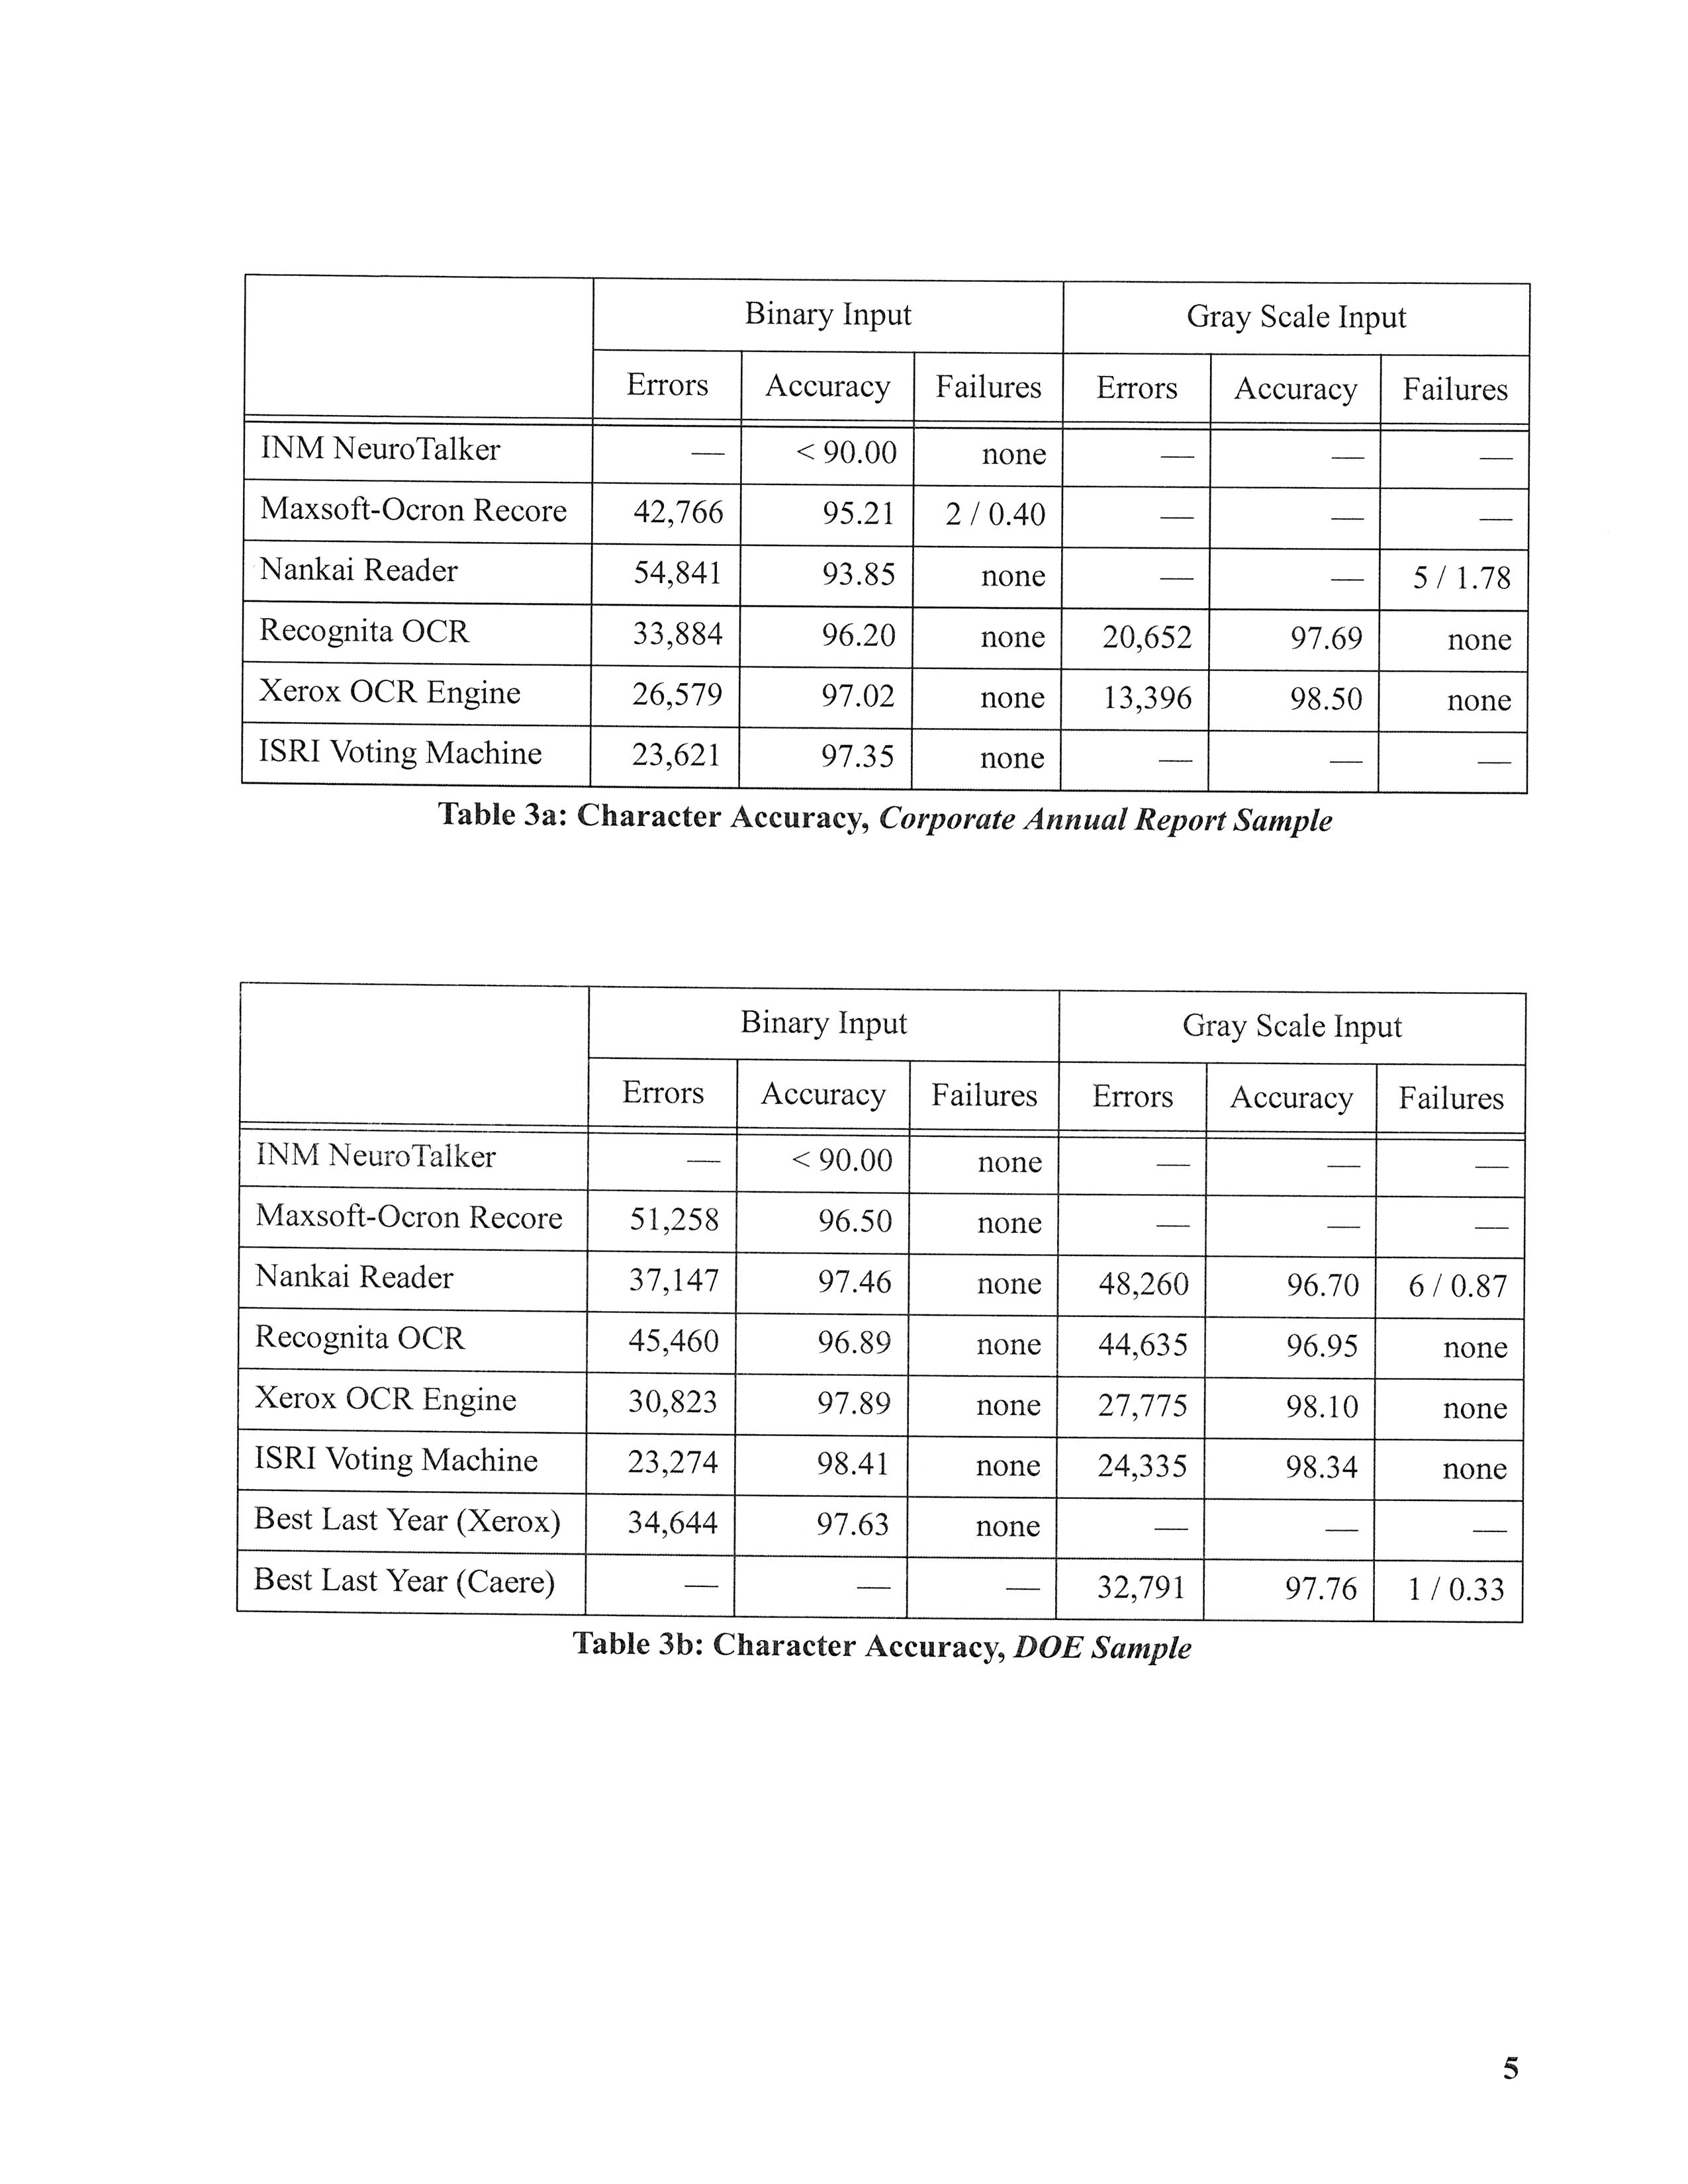 Binary Input Gray Scale Input
Errors Accuracy Failures Errors Accuracy Failures
INM NeuroTalker — < 90.00 none — — —
Maxsoft-Ocron Recore 42,766 95.21 2 / 0.40 — — —
Nankai Reader 54,841 93.85 none — — 5 / 1.78
Recognita OCR 33,884 96.20 none 20,652 97.69 none
Xerox OCR Engine 26,579 97.02 none 13,396 98.50 none
ISRI Voting Machine 23,621 97.35 none — — —
Table 3a: Character Accuracy, Corporate Annual Report Sample
Binary Input Gray Scale Input
Errors Accuracy Failures Errors Accuracy Failures
INM NeuroTalker — < 90.00 none — — —
Maxsoft-Ocron Recore 51,258 96.50 none — — —
Nankai Reader 37,147 97.46 none 48,260 96.70 6 / 0.87
Recognita OCR 45,460 96.89 none 44,635 96.95 none
Xerox OCR Engine 30,823 97.89 none 27,775 98.10 none
ISRI Voting Machine 23,274 98.41 none 24,335 98.34 none
Best Last Year (Xerox) 34,644 97.63 none — — —
Best Last Year (Caere) — — — 32,791 97.76 1 / 0.33
Table 3b: Character Accuracy, DOE Sample
5